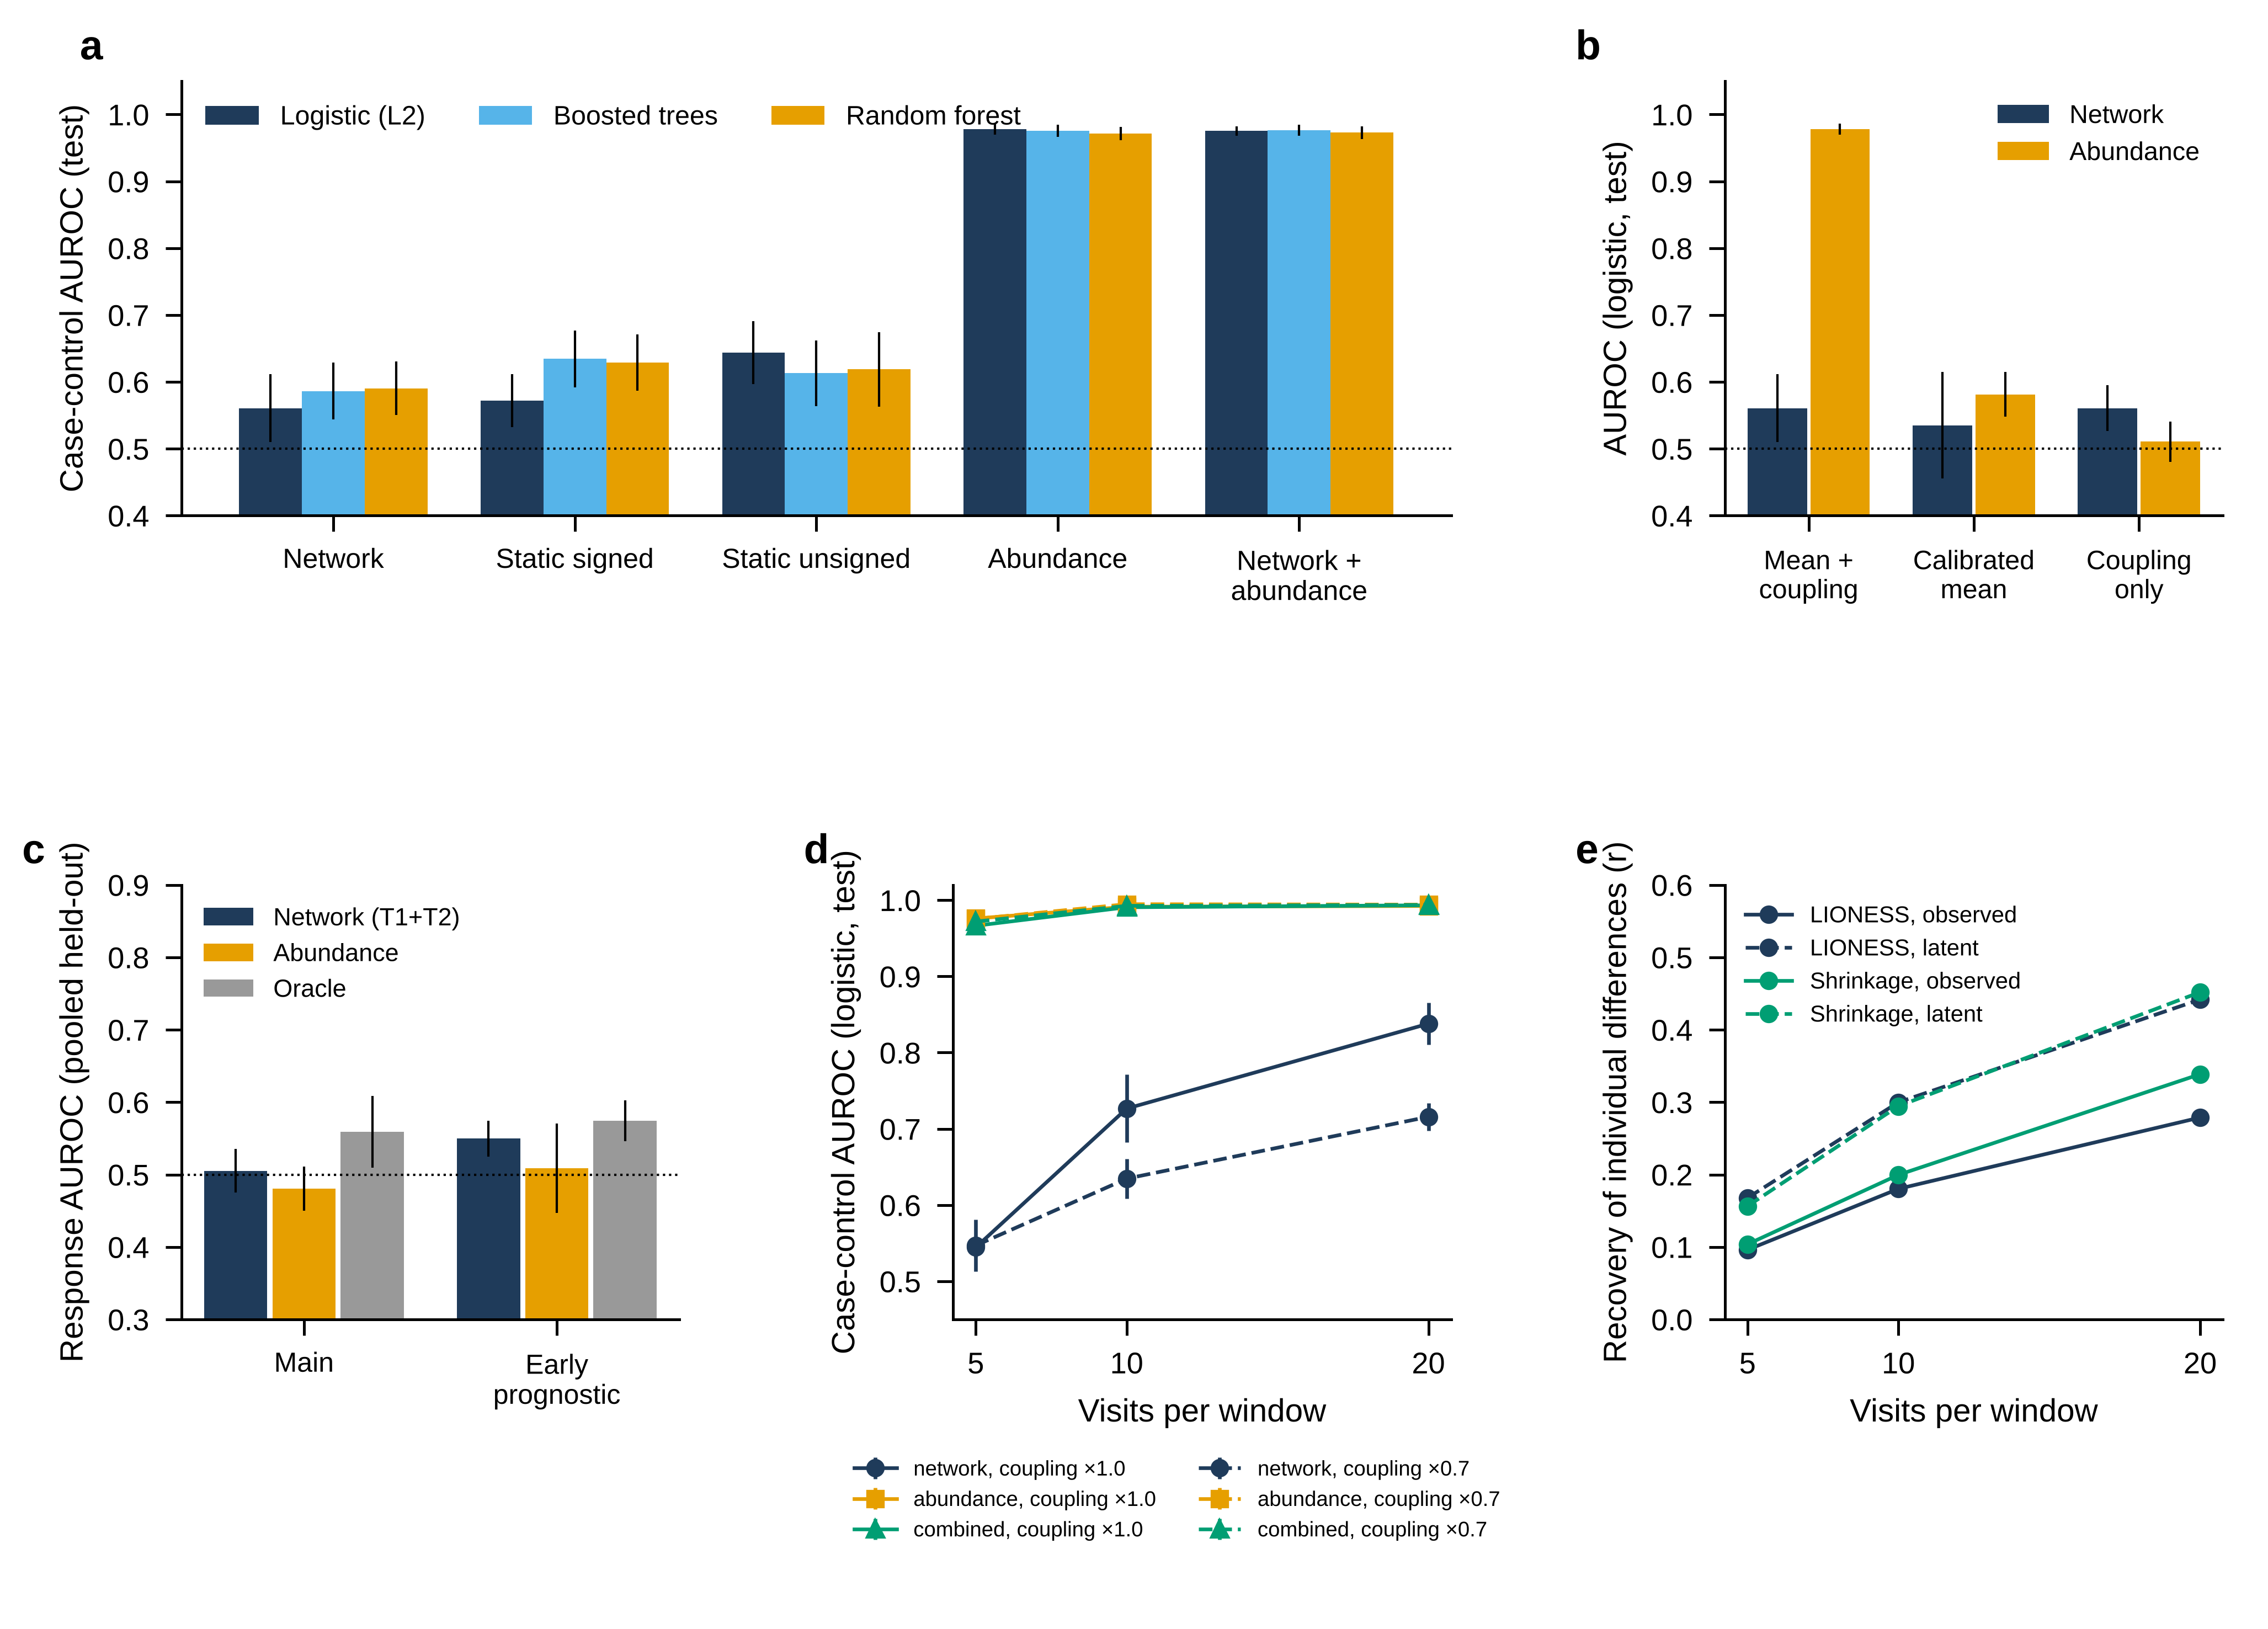 a
Case-control AUROC (test)
1.0
0.9
0.8
0.7
0.6
0.5
0.4
Logistic (L2)
Boosted trees
Random forest
Network
Static signed
Static unsigned
Abundance
Network +
abundance
b
AUROC (logistic, test)
1.0
0.9
0.8
0.7
0.6
0.5
0.4
Network
Abundance
Mean +
coupling
Calibrated
mean
Coupling
only
c
Response AUROC (pooled held-out)
0.9
0.8
0.7
0.6
0.5
0.4
0.3
Network (T1+T2)
Abundance
Oracle
Main
Early
prognostic
d
Case-control AUROC (logistic, test)
1.0
0.9
0.8
0.7
0.6
0.5
5
10
20
Visits per window
network, coupling ×1.0
abundance, coupling ×1.0
combined, coupling ×1.0
network, coupling ×0.7
abundance, coupling ×0.7
combined, coupling ×0.7
e
Recovery of individual differences (r)
0.6
0.5
0.4
0.3
0.2
0.1
0.0
LIONESS, observed
LIONESS, latent
Shrinkage, observed
Shrinkage, latent
5
10
20
Visits per window